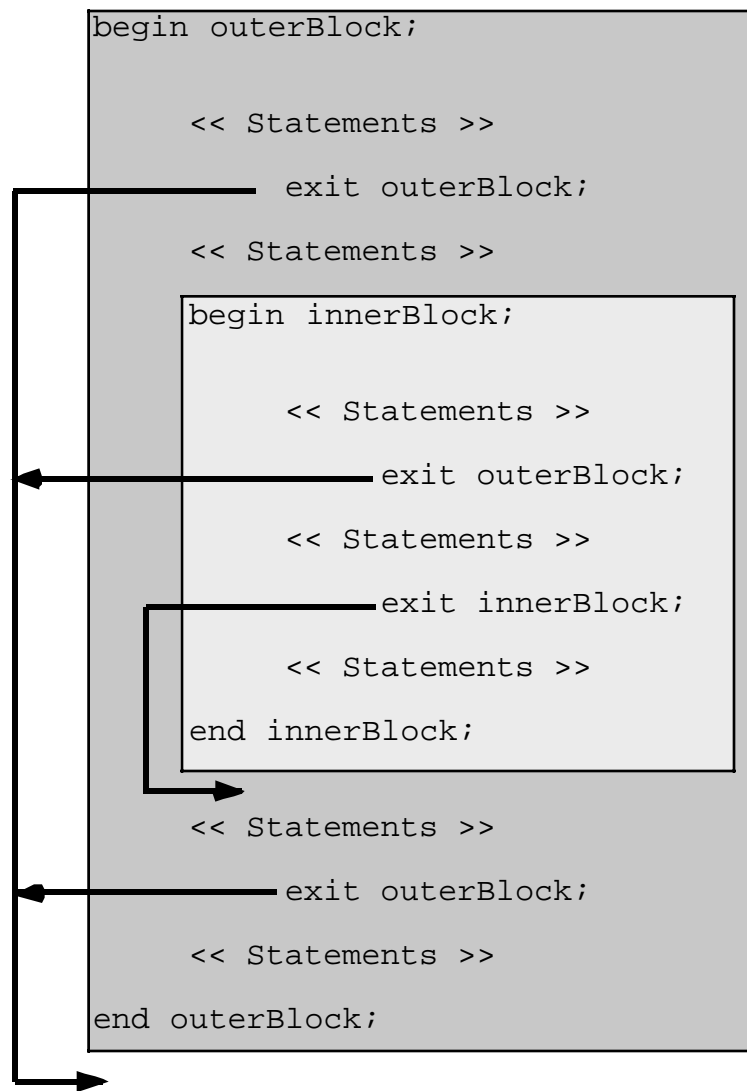 begin outerBlock;
<< Statements >>
exit outerBlock;
<< Statements >>
begin innerBlock;
<< Statements >>
exit outerBlock;
<< Statements >>
exit innerBlock;
<< Statements >>
end innerBlock;
<< Statements >>
exit outerBlock;
<< Statements >>
end outerBlock;